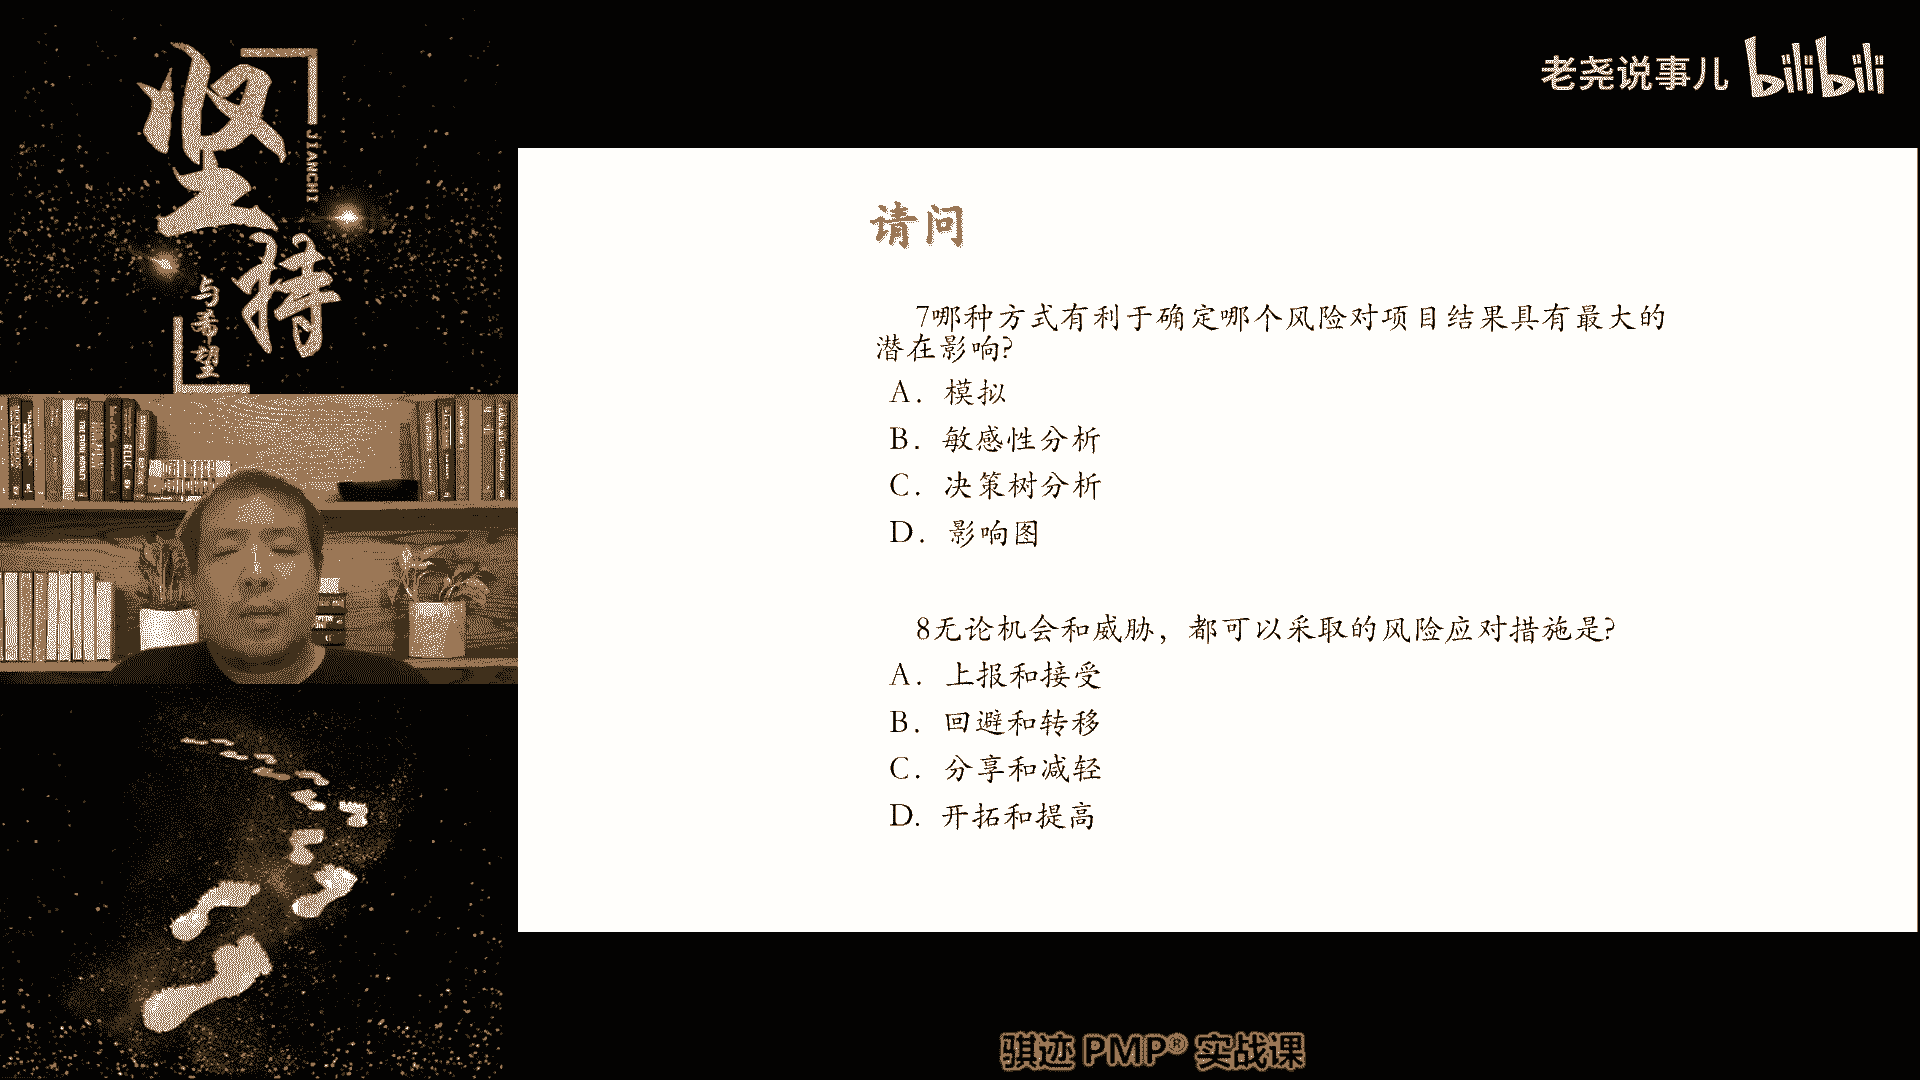 坚持
JIANCHI
与希望
老尧说事儿 bilibili
请问
7哪种方式有利于确定哪个风险对项目结果具有最大的
潜在影响?
A. 模拟
B. 敏感性分析
C. 决策树分析
D. 影响图
8无论机会和威胁，都可以采取的风险应对措施是?
A. 上报和接受
B. 回避和转移
C. 分享和减轻
D. 开拓和提高
骐迹 PMP® 实战课